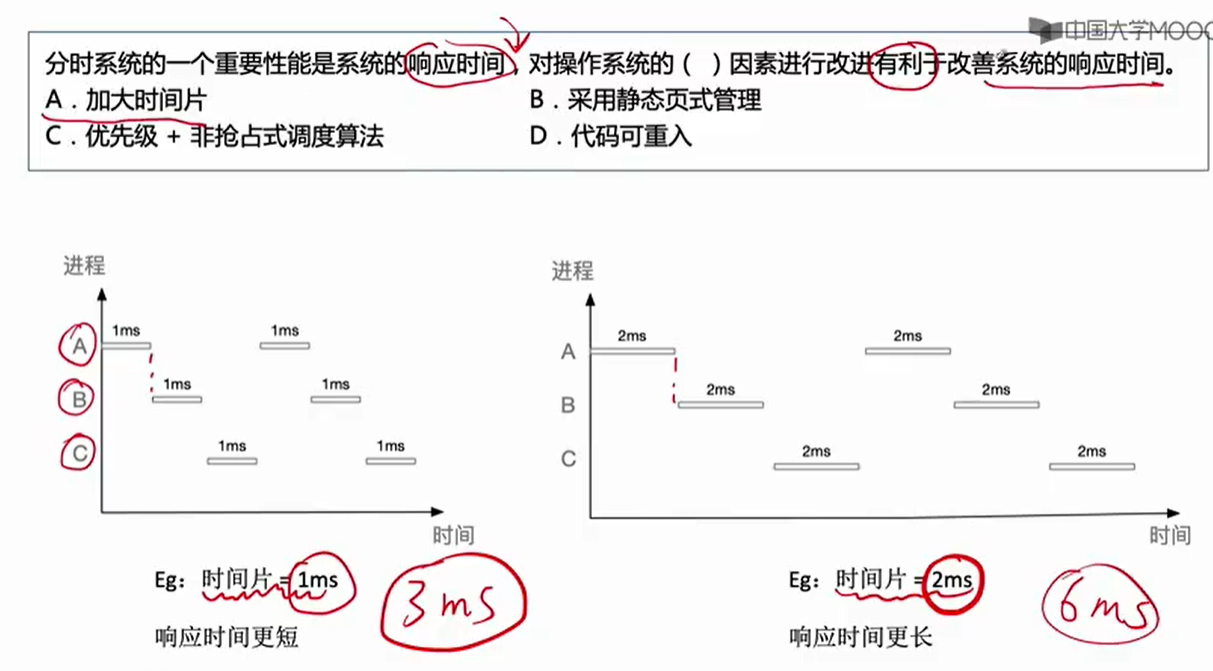 中国大学MOOC
分时系统的一个重要性能是系统的响应时间，对操作系统的（ ）因素进行改进有利于改善系统的响应时间。
A．加大时间片 B．采用静态页式管理
C．优先级 + 非抢占式调度算法 D．代码可重入
进程 进程
1ms 1ms 2ms 2ms
A A
1ms 1ms 2ms 2ms
B B
1ms 1ms 2ms 2ms
C C
时间 时间
Eg：时间片 = 1ms 3ms Eg：时间片 = 2ms 6ms
响应时间更短 响应时间更长